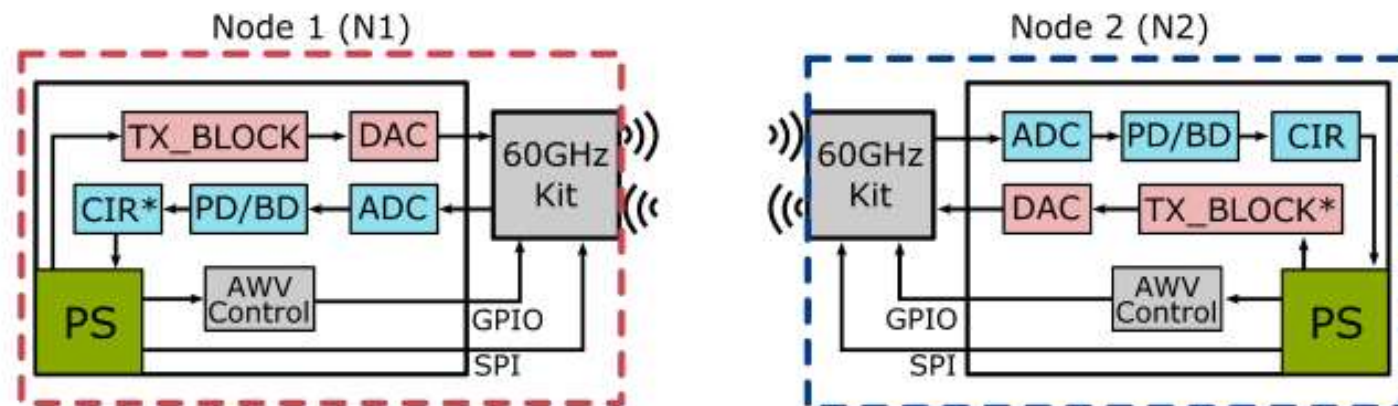 Node 1 (N1)
TX_BLOCK
DAC
60GHz
Kit
CIR*
PD/BD
ADC
PS
AWV
Control
GPIO
SPI
Node 2 (N2)
60GHz
Kit
ADC
PD/BD
CIR
DAC
TX_BLOCK*
AWV
Control
PS
GPIO
SPI